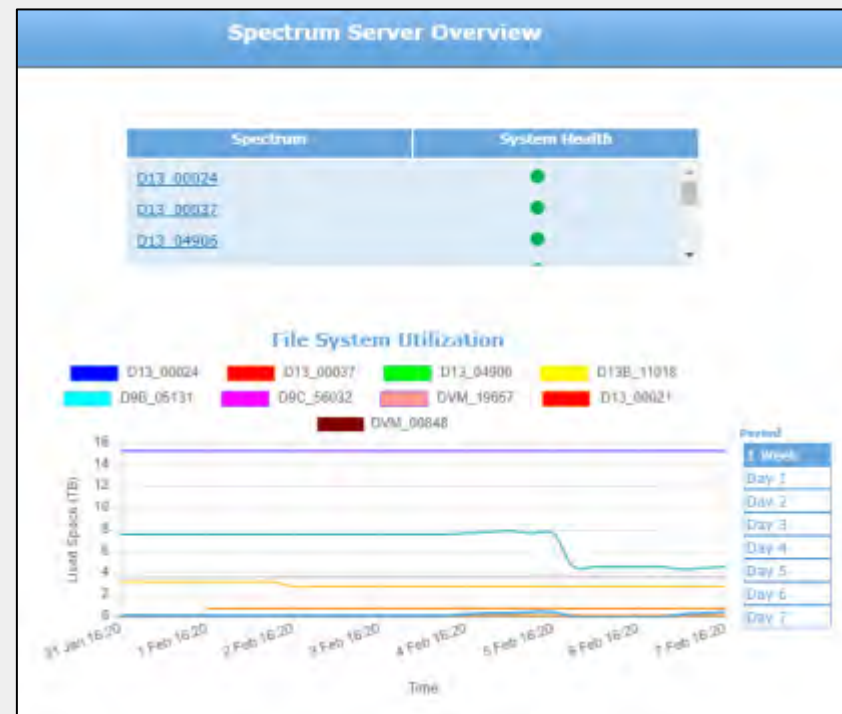 Spectrum Server Overview
Spectrum System Health
D13_00024
D13_00037
D13_04906
File System Utilization
D13_00024 D13_00037 D13_04906 D13B_11018
D9B_05131 D9C_56032 DVM_19657 D13_00021
DVM_00848
Period
1 Week
Day 1
Day 2
Day 3
Day 4
Day 5
Day 6
Day 7
Used Space (TB)
16
14
12
10
8
6
4
2
0
31 Jan 16:20 1 Feb 16:20 2 Feb 16:20 3 Feb 16:20 4 Feb 16:20 5 Feb 16:20 6 Feb 16:20 7 Feb 16:20
Time